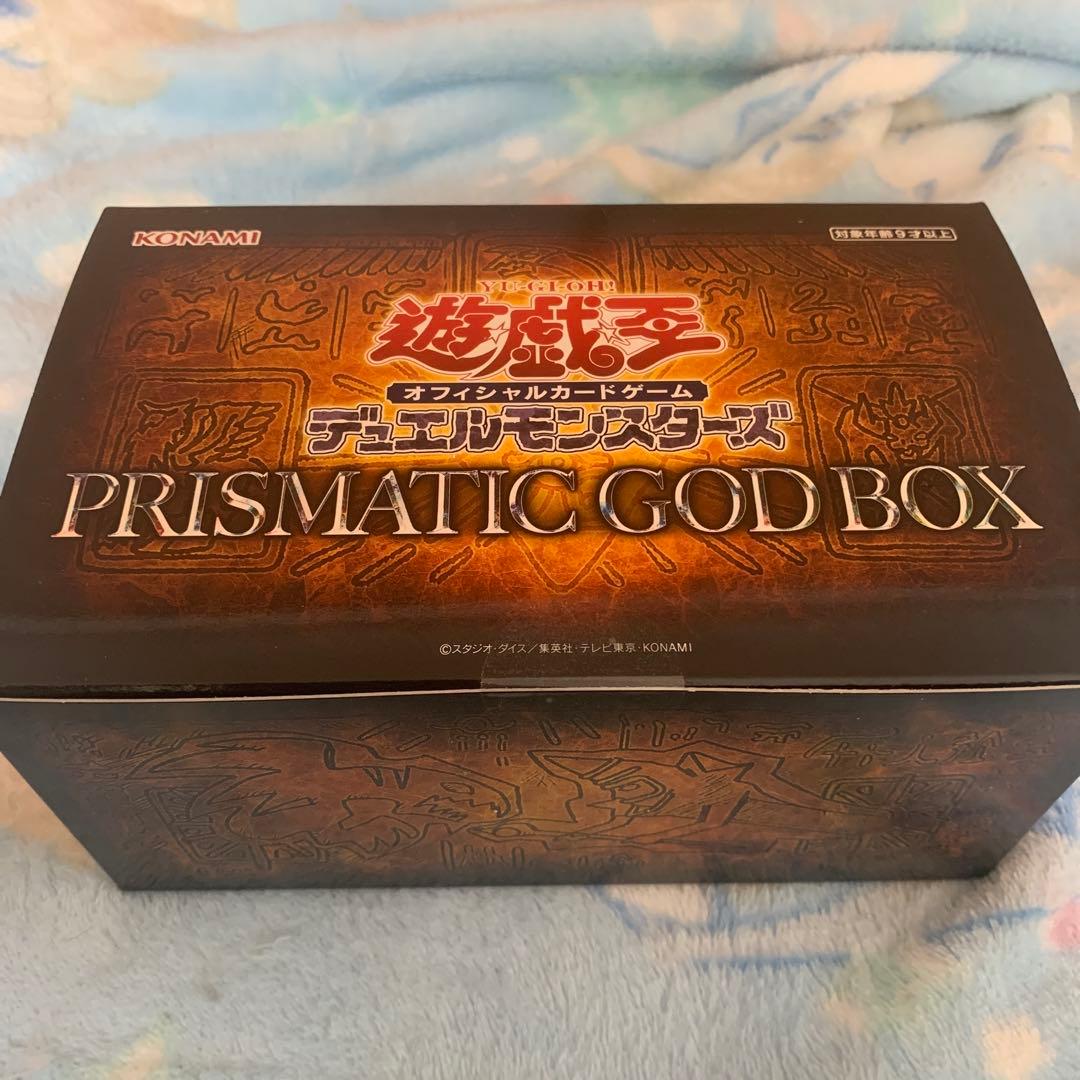 KONAMI
対象年齢9才以上
YU-GI-OH!
遊☆戯☆王
オフィシャルカードゲーム
デュエルモンスターズ
PRISMATIC GOD BOX
©スタジオ・ダイス/集英社・テレビ東京・KONAMI